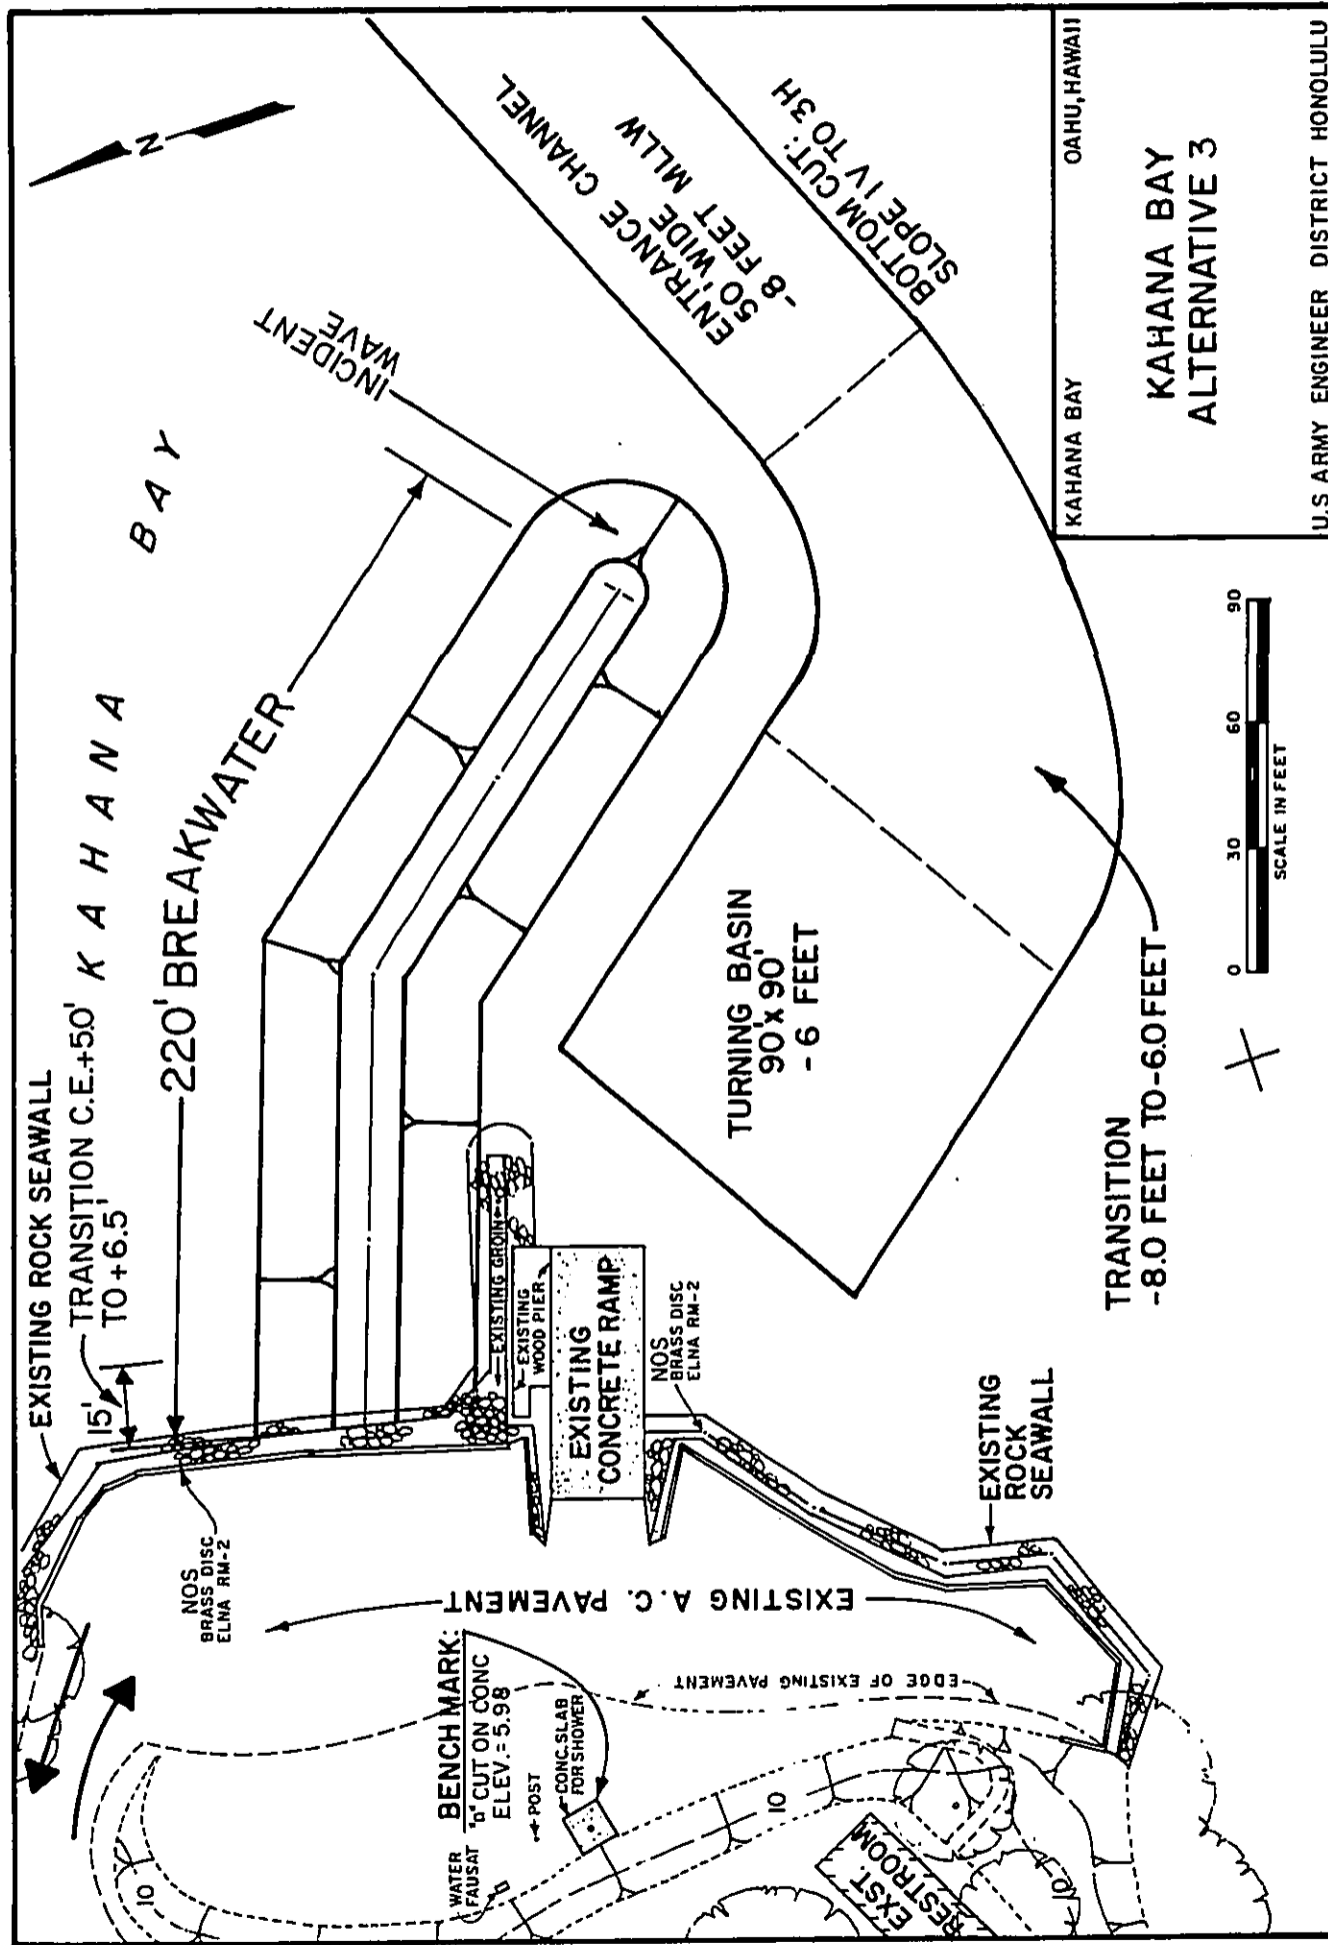 EXISTING ROCK SEAWALL
TRANSITION C.E.+5.0'
TO +6.5'
15'
220' BREAKWATER
KAHANA BAY
N
INCIDENT
WAVE
ENTRANCE CHANNEL
50' WIDE
-8 FEET MLLW
BOTTOM CUT:
SLOPE 1V TO 3H
NOS
BRASS DISC
ELNA RM-2
EXISTING GROIN
EXISTING
WOOD PIER
EXISTING
CONCRETE RAMP
NOS
BRASS DISC
ELNA RM-2
TURNING BASIN
90' x 90'
- 6 FEET
TRANSITION
-8.0 FEET TO -6.0 FEET
EXISTING
ROCK
SEAWALL
EXISTING A.C. PAVEMENT
EDGE OF EXISTING PAVEMENT
BENCHMARK:
"□" CUT ON CONC
ELEV.= 5.98
WATER
FAUSAT
POST
CONC. SLAB
FOR SHOWER
10
10
10
EXST.
RESTROOM
0 30 60 90
SCALE IN FEET
KAHANA BAY OAHU, HAWAII
KAHANA BAY
ALTERNATIVE 3
U.S ARMY ENGINEER DISTRICT HONOLULU